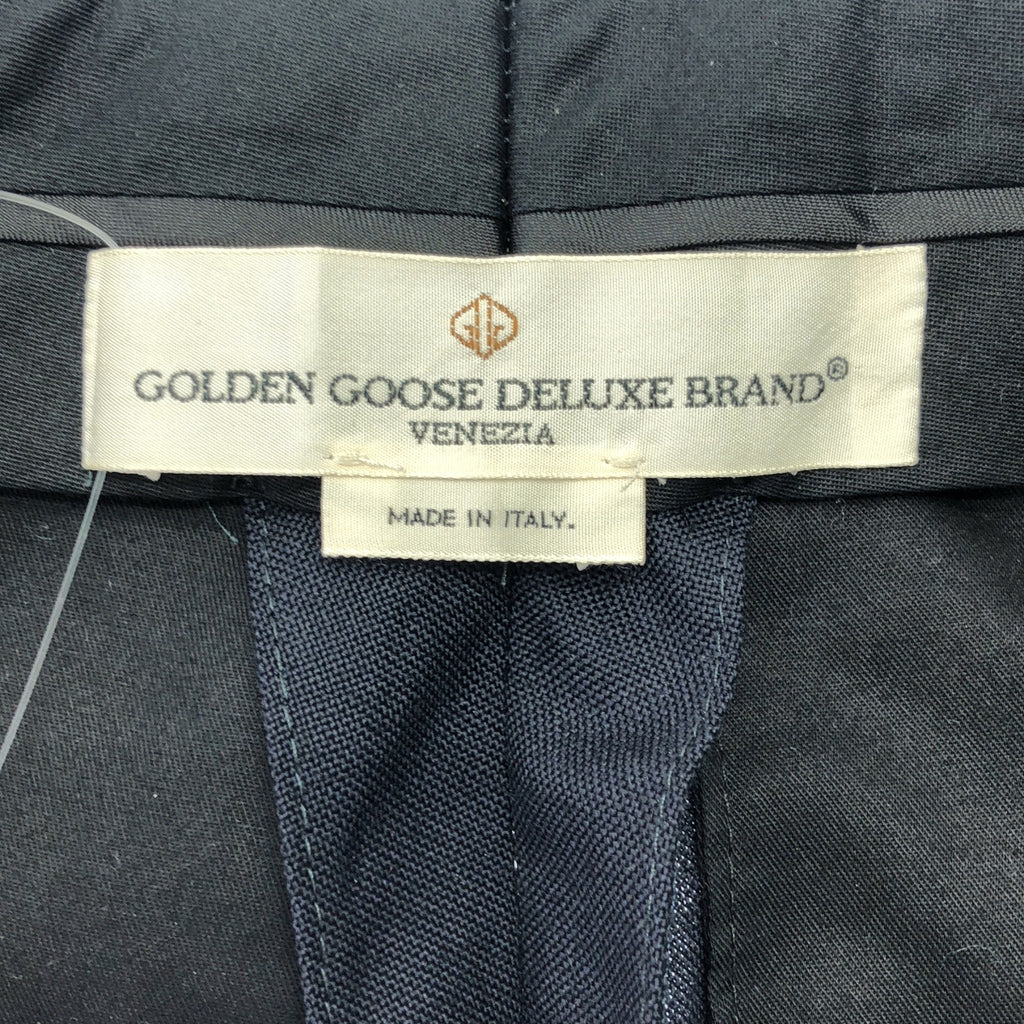 GOLDEN GOOSE DELUXE BRAND®
VENEZIA
MADE IN ITALY.